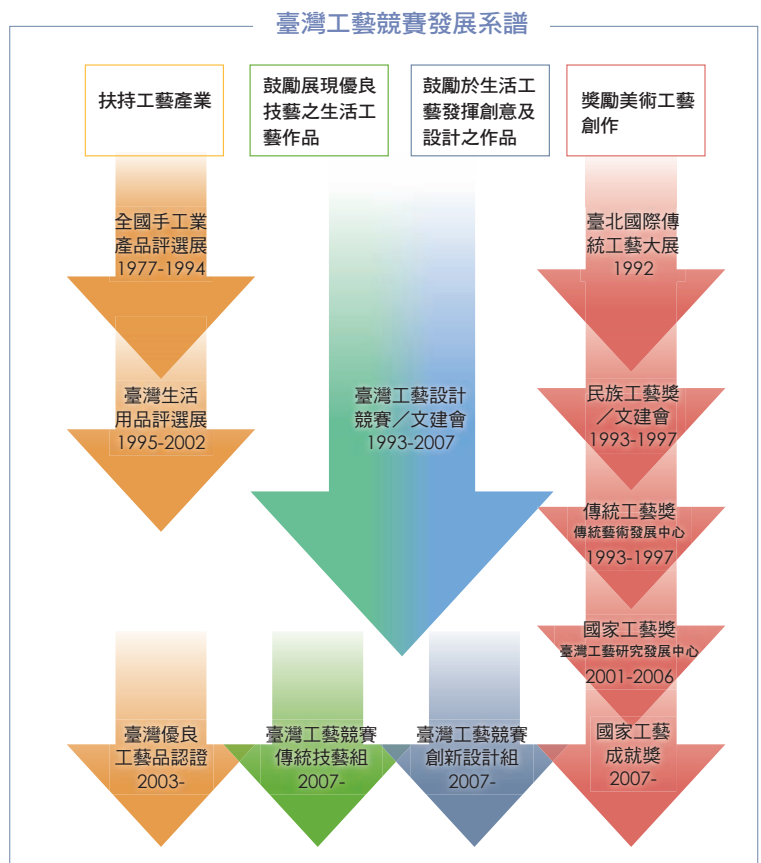 臺灣工藝競賽發展系譜
扶持工藝產業
鼓勵展現優良
技藝之生活工
藝作品
鼓勵於生活工
藝發揮創意及
設計之作品
獎勵美術工藝
創作
全國手工業
產品評選展
1977-1994
臺灣生活
用品評選展
1995-2002
臺灣工藝設計
競賽／文建會
1993-2007
臺北國際傳
統工藝大展
1992
民族工藝獎
／文建會
1993-1997
傳統工藝獎
傳統藝術發展中心
1993-1997
國家工藝獎
臺灣工藝研究發展中心
2001-2006
臺灣優良
工藝品認證
2003-
臺灣工藝競賽
傳統技藝組
2007-
臺灣工藝競賽
創新設計組
2007-
國家工藝
成就獎
2007-